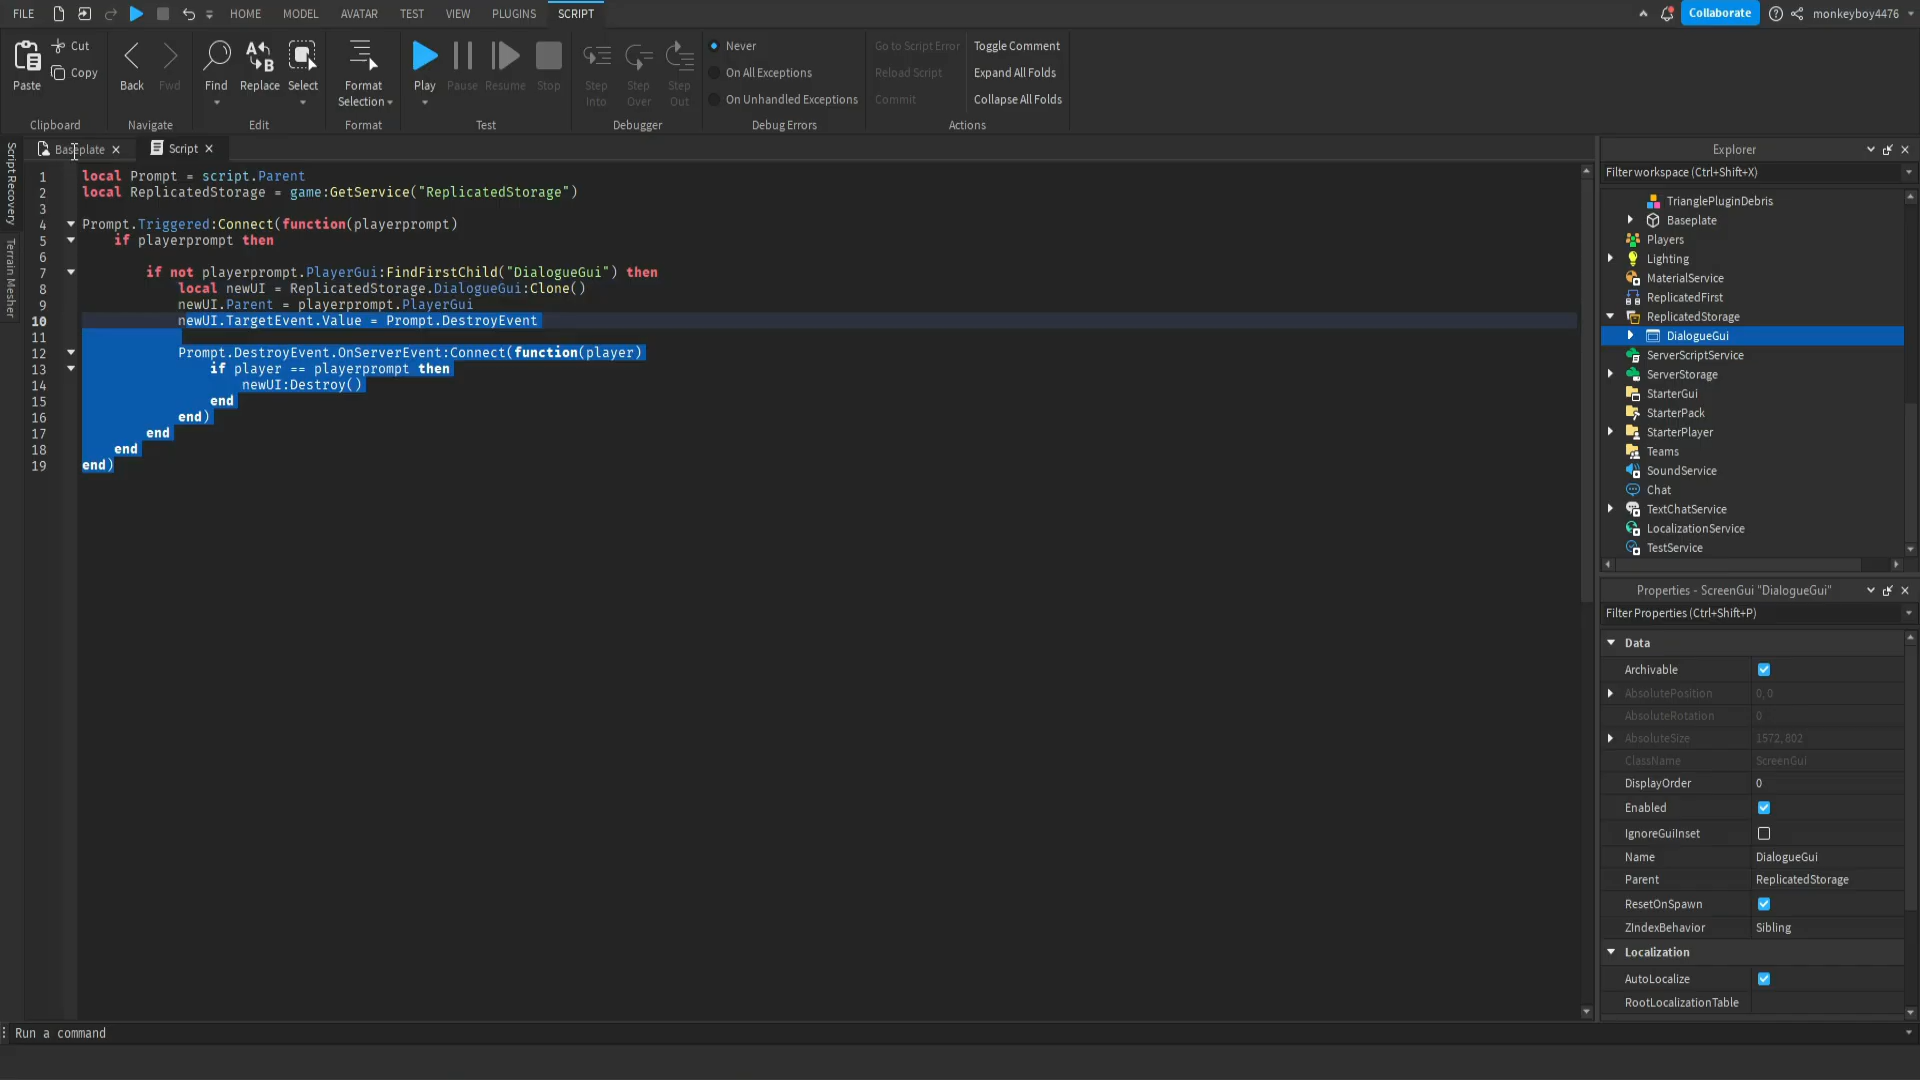 FILE HOME MODEL AVATAR TEST VIEW PLUGINS SCRIPT Collaborate monkeyboy4476
Paste Cut Copy Clipboard
Back Fwd Navigate
Find Replace Select Edit
Format Selection Format
Play Pause Resume Stop Test
Step Into Step Over Step Out Debugger
Never
On All Exceptions
On Unhandled Exceptions
Debug Errors
Go to Script Error Toggle Comment
Reload Script Expand All Folds
Commit Collapse All Folds
Actions
Script Recovery
Terrain Mesher
Baseplate Script
1 local Prompt = script.Parent
2 local ReplicatedStorage = game:GetService("ReplicatedStorage")
3
4 Prompt.Triggered:Connect(function(playerprompt)
5 if playerprompt then
6
7 if not playerprompt.PlayerGui:FindFirstChild("DialogueGui") then
8 local newUI = ReplicatedStorage.DialogueGui:Clone()
9 newUI.Parent = playerprompt.PlayerGui
10 newUI.TargetEvent.Value = Prompt.DestroyEvent
11
12 Prompt.DestroyEvent.OnServerEvent:Connect(function(player)
13 if player == playerprompt then
14 newUI:Destroy()
15 end
16 end)
17 end
18 end
19 end)
Explorer
Filter workspace (Ctrl+Shift+X)
TrianglePluginDebris
Baseplate
Players
Lighting
MaterialService
ReplicatedFirst
ReplicatedStorage
DialogueGui
ServerScriptService
ServerStorage
StarterGui
StarterPack
StarterPlayer
Teams
SoundService
Chat
TextChatService
LocalizationService
TestService
Properties - ScreenGui "DialogueGui"
Filter Properties (Ctrl+Shift+P)
Data
Archivable
AbsolutePosition 0, 0
AbsoluteRotation 0
AbsoluteSize 1572, 802
ClassName ScreenGui
DisplayOrder 0
Enabled
IgnoreGuiInset
Name DialogueGui
Parent ReplicatedStorage
ResetOnSpawn
ZIndexBehavior Sibling
Localization
AutoLocalize
RootLocalizationTable
Run a command